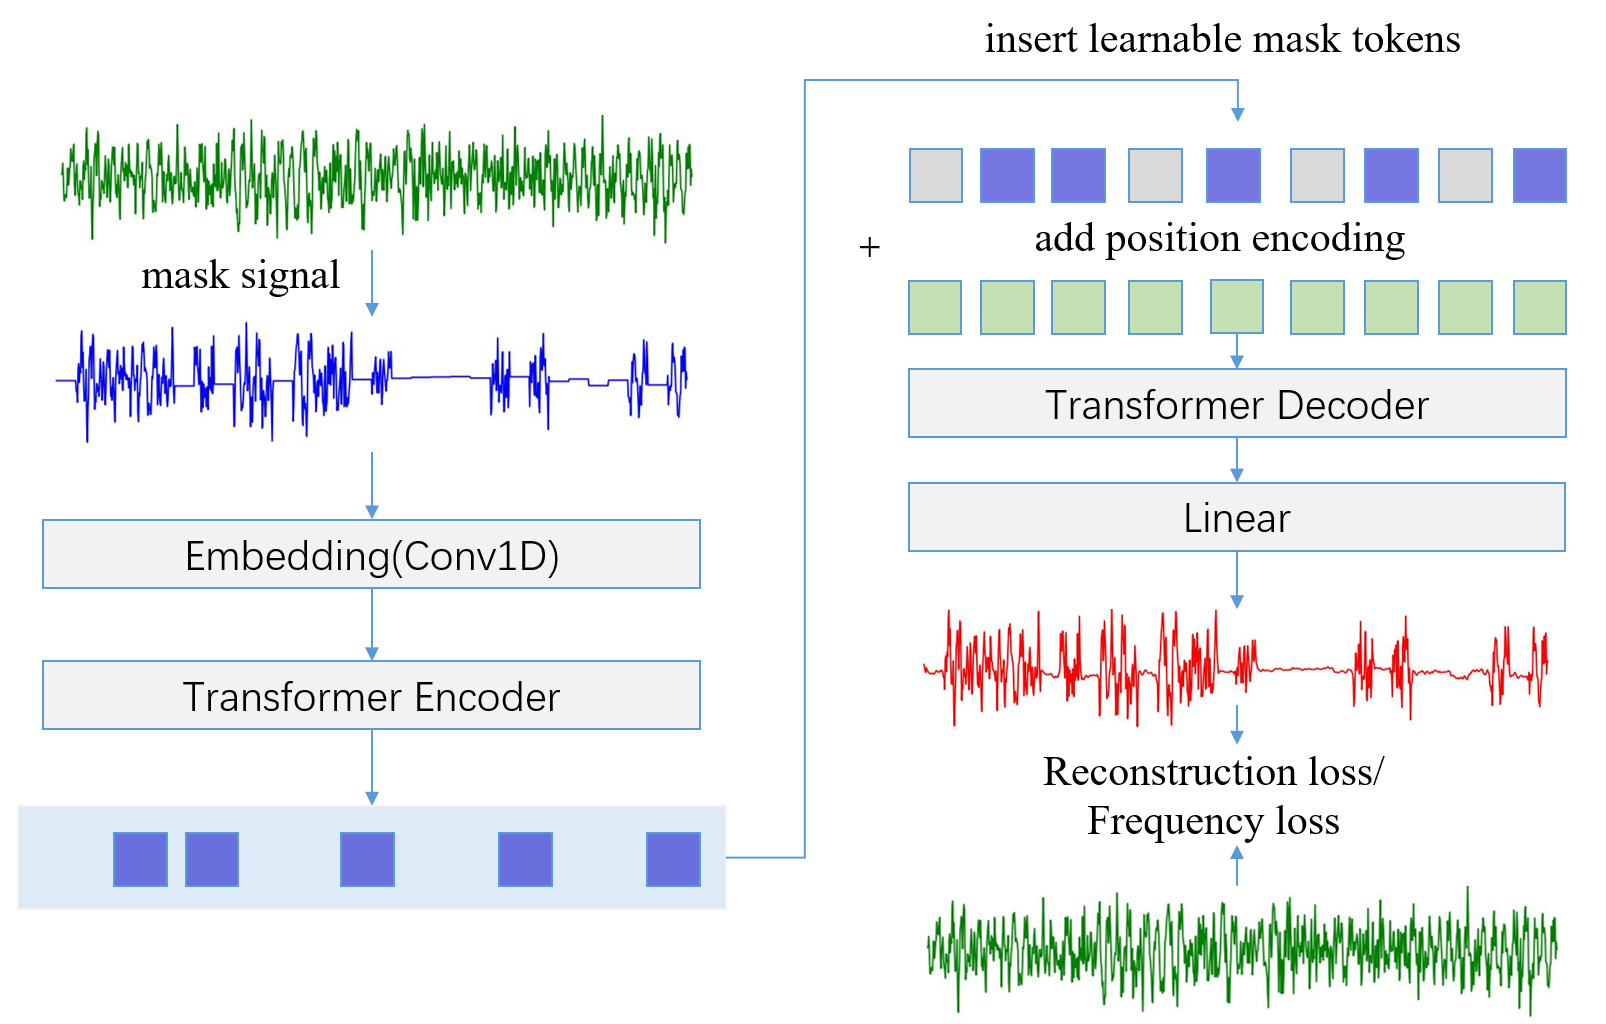 mask signal
Embedding(Conv1D)
Transformer Encoder
insert learnable mask tokens
+
add position encoding
Transformer Decoder
Linear
Reconstruction loss/
Frequency loss